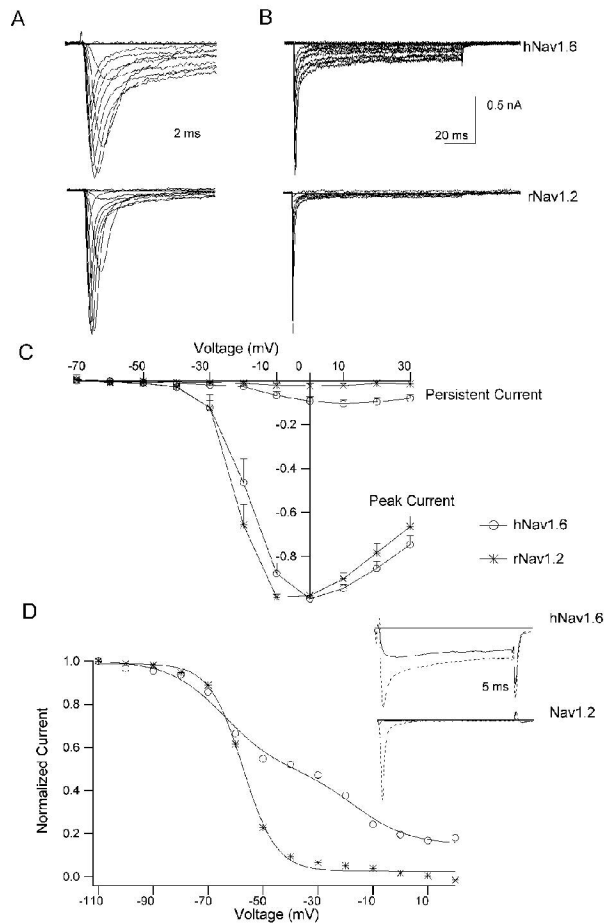 A
B
hNav1.6
2 ms
0.5 nA
20 ms
rNav1.2
C
Voltage (mV)
-70 -50 -30 -10 0 10 30
Persistent Current
-0.2
-0.4
-0.6
-0.8
Peak Current
hNav1.6
rNav1.2
D
hNav1.6
5 ms
Nav1.2
Normalized Current
1.0
0.8
0.6
0.4
0.2
0.0
-110 -90 -70 -50 -30 -10 10
Voltage (mV)